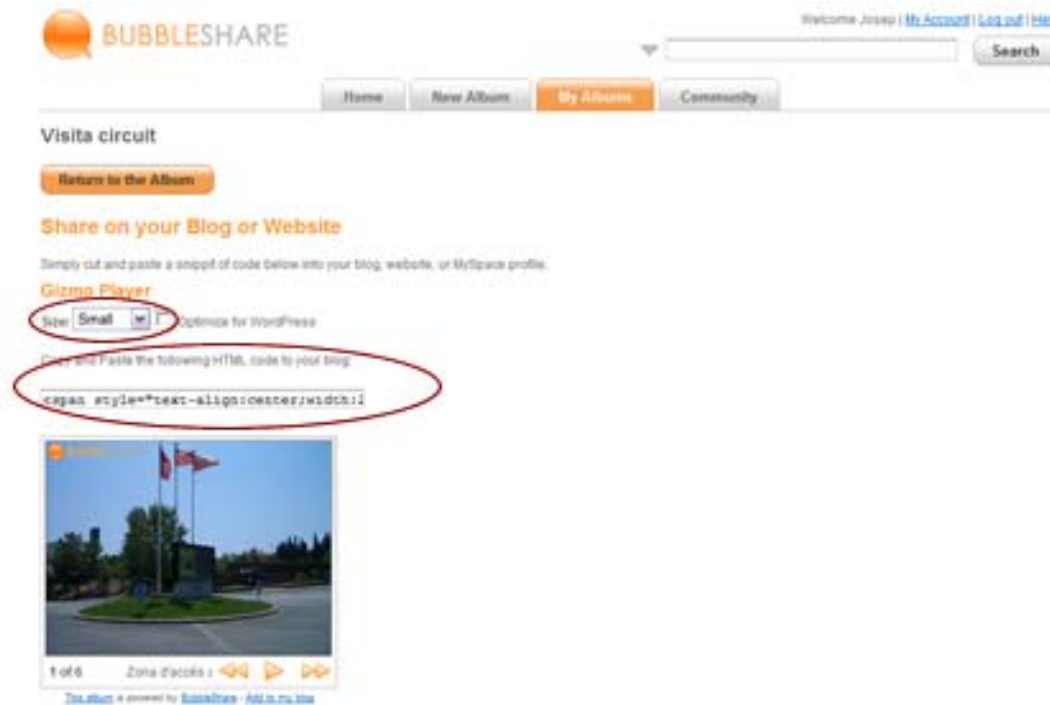 BUBBLESHARE
Welcome Josep | My Account | Log out | Hel
Search
Home New Album My Albums Community
Visita circuit
Return to the Album
Share on your Blog or Website
Simply cut and paste a snippit of code below into your blog, website, or MySpace profile.
Gizmo Player
Size: Small Optimize for WordPress
Copy and Paste the following HTML code to your blog:
<span style="text-align:center;width:2
1 of 6 Zona d'accés
This album is powered by BubbleShare - Add to my blog